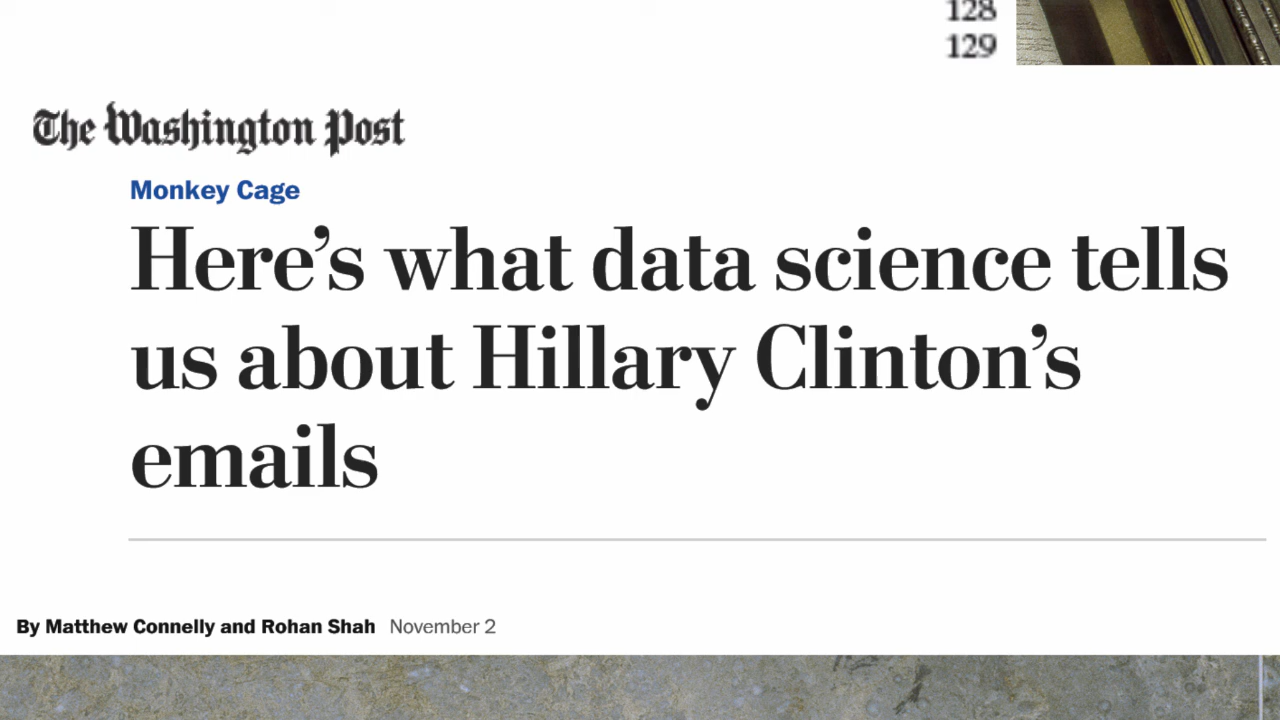 128
129
The Washington Post
Monkey Cage
Here’s what data science tells
us about Hillary Clinton’s
emails
By Matthew Connelly and Rohan Shah November 2